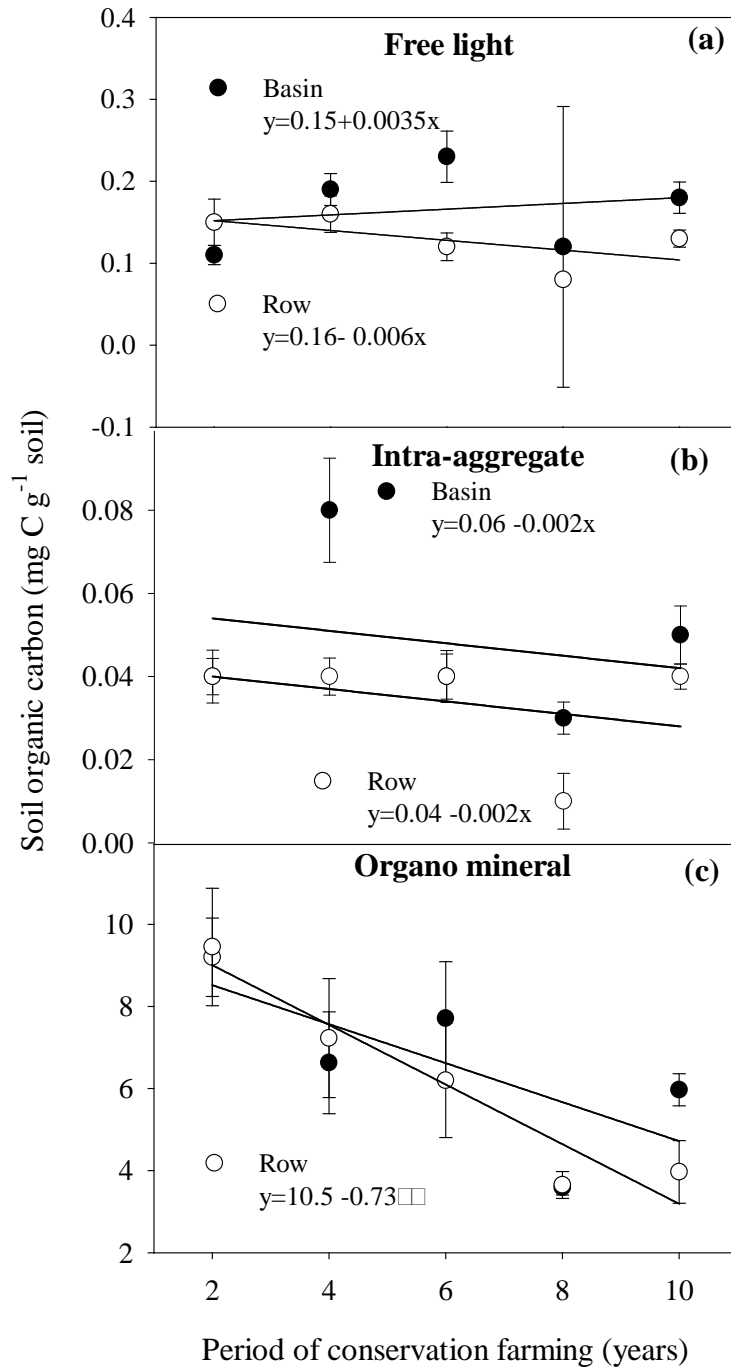 Free light
(a)
0.4
Basin
y=0.15+0.0035x
0.3
0.2
0.1
Row
y=0.16- 0.006x
0.0
-0.1
Soil organic carbon (mg C g⁻¹ soil)
Intra-aggregate
(b)
Basin
y=0.06 -0.002x
0.08
0.06
0.04
0.02
Row
y=0.04 -0.002x
0.00
Organo mineral
(c)
10
8
6
4
Row
y=10.5 -0.73□□
2
2 4 6 8 10
Period of conservation farming (years)